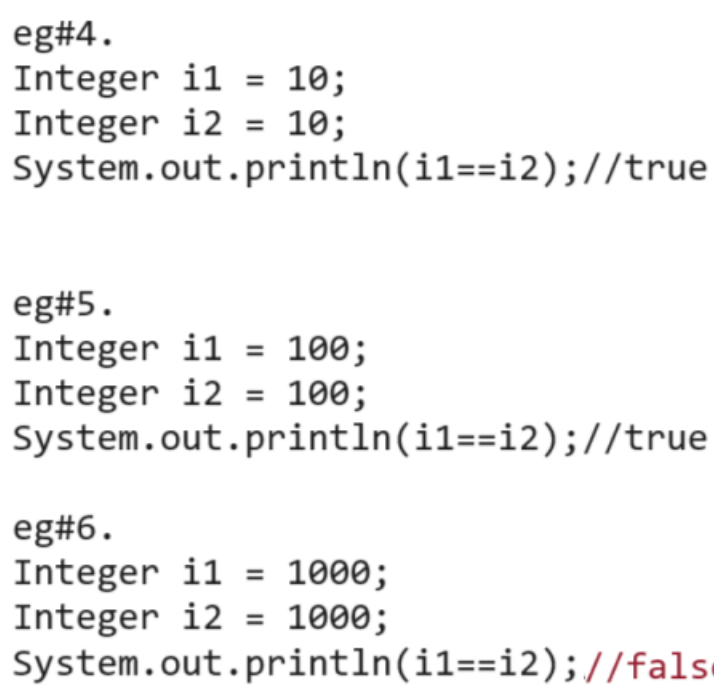 eg#4.
Integer i1 = 10;
Integer i2 = 10;
System.out.println(i1==i2);//true
eg#5.
Integer i1 = 100;
Integer i2 = 100;
System.out.println(i1==i2);//true
eg#6.
Integer i1 = 1000;
Integer i2 = 1000;
System.out.println(i1==i2);//false